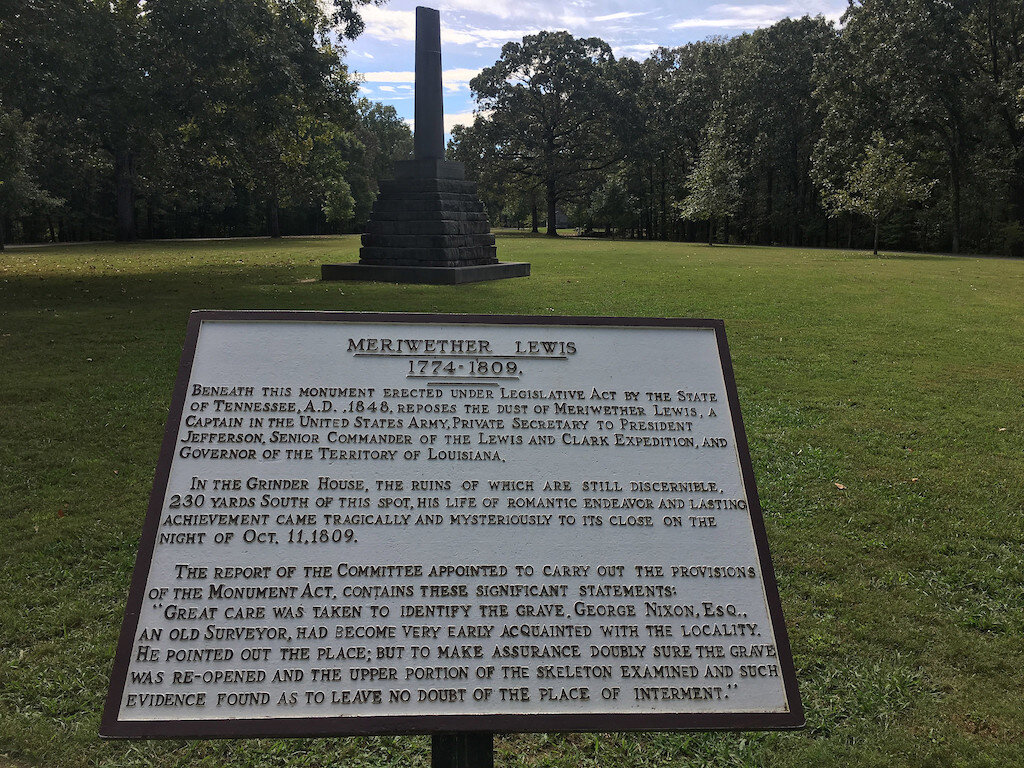 MERIWETHER LEWIS
1774-1809.
BENEATH THIS MONUMENT ERECTED UNDER LEGISLATIVE ACT BY THE STATE
OF TENNESSEE, A.D. ,1848, REPOSES THE DUST OF MERIWETHER LEWIS, A
CAPTAIN IN THE UNITED STATES ARMY, PRIVATE SECRETARY TO PRESIDENT
JEFFERSON, SENIOR COMMANDER OF THE LEWIS AND CLARK EXPEDITION, AND
GOVERNOR OF THE TERRITORY OF LOUISIANA.
IN THE GRINDER HOUSE, THE RUINS OF WHICH ARE STILL DISCERNIBLE,
230 YARDS SOUTH OF THIS SPOT, HIS LIFE OF ROMANTIC ENDEAVOR AND LASTING
ACHIEVEMENT CAME TRAGICALLY AND MYSTERIOUSLY TO ITS CLOSE ON THE
NIGHT OF OCT. 11,1809.
THE REPORT OF THE COMMITTEE APPOINTED TO CARRY OUT THE PROVISIONS
OF THE MONUMENT ACT, CONTAINS THESE SIGNIFICANT STATEMENTS:
"GREAT CARE WAS TAKEN TO IDENTIFY THE GRAVE. GEORGE NIXON, ESQ.,
AN OLD SURVEYOR, HAD BECOME VERY EARLY ACQUAINTED WITH THE LOCALITY.
HE POINTED OUT THE PLACE; BUT TO MAKE ASSURANCE DOUBLY SURE THE GRAVE
WAS RE-OPENED AND THE UPPER PORTION OF THE SKELETON EXAMINED AND SUCH
EVIDENCE FOUND AS TO LEAVE NO DOUBT OF THE PLACE OF INTERMENT."